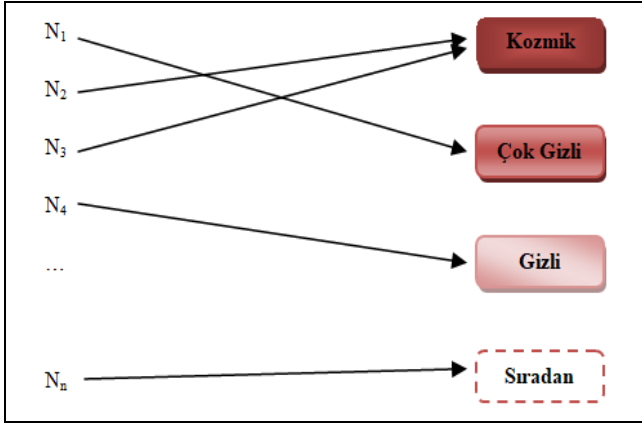 N₁
Kozmik
N₂
N₃
Çok Gizli
N₄
...
Gizli
Nₙ
Sıradan